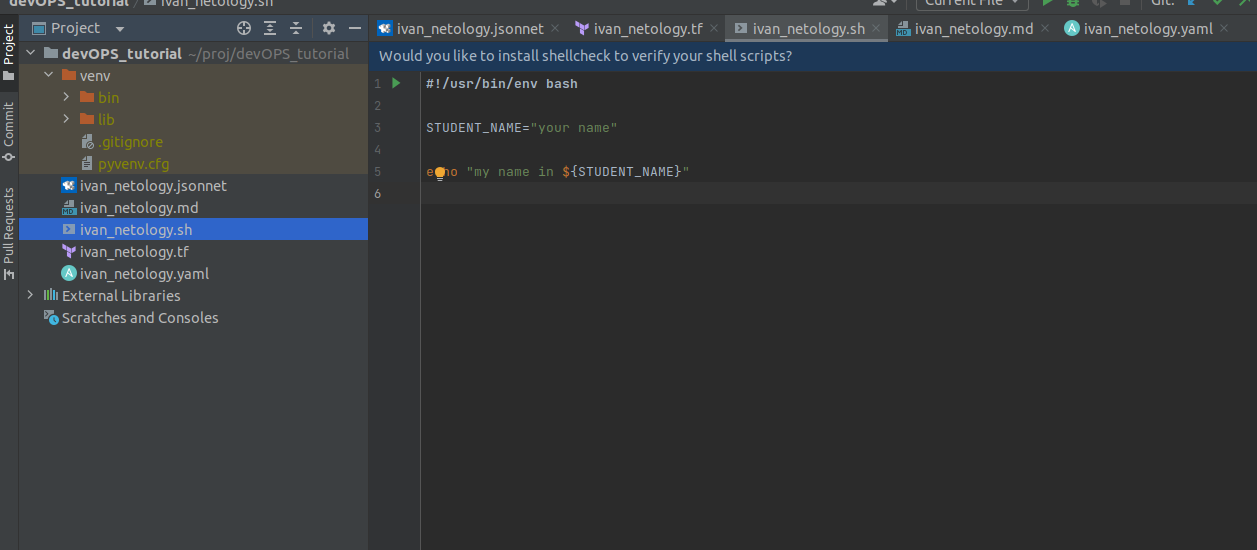 devOPS_tutorial / ivan_netology.sh
Current File
Git:
Project
Project
Commit
Pull Requests
devOPS_tutorial ~/proj/devOPS_tutorial
venv
bin
lib
.gitignore
pyvenv.cfg
ivan_netology.jsonnet
ivan_netology.md
ivan_netology.sh
ivan_netology.tf
ivan_netology.yaml
External Libraries
Scratches and Consoles
ivan_netology.jsonnet
ivan_netology.tf
ivan_netology.sh
ivan_netology.md
ivan_netology.yaml
Would you like to install shellcheck to verify your shell scripts?
1 #!/usr/bin/env bash
2
3 STUDENT_NAME="your name"
4
5 echo "my name in ${STUDENT_NAME}"
6